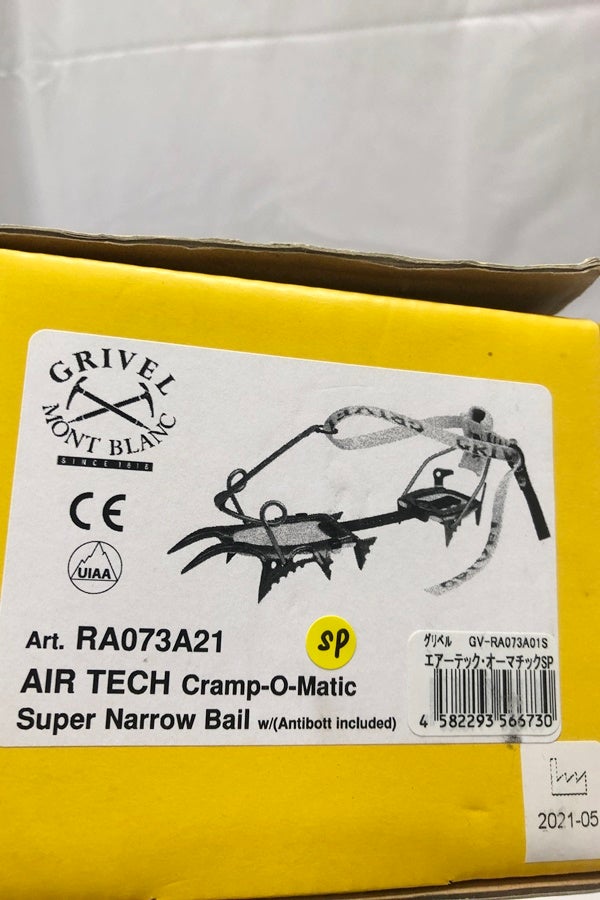 GRIVEL
MONT BLANC
SINCE 1818
CE
UIAA
GRIVEL
GRIVEL
Art. RA073A21
SP
AIR TECH Cramp-O-Matic
Super Narrow Bail w/(Antibott included)
グリベル GV-RA073A01S
エアーテック・オーマチックSP
4 582293 566730
2021-05